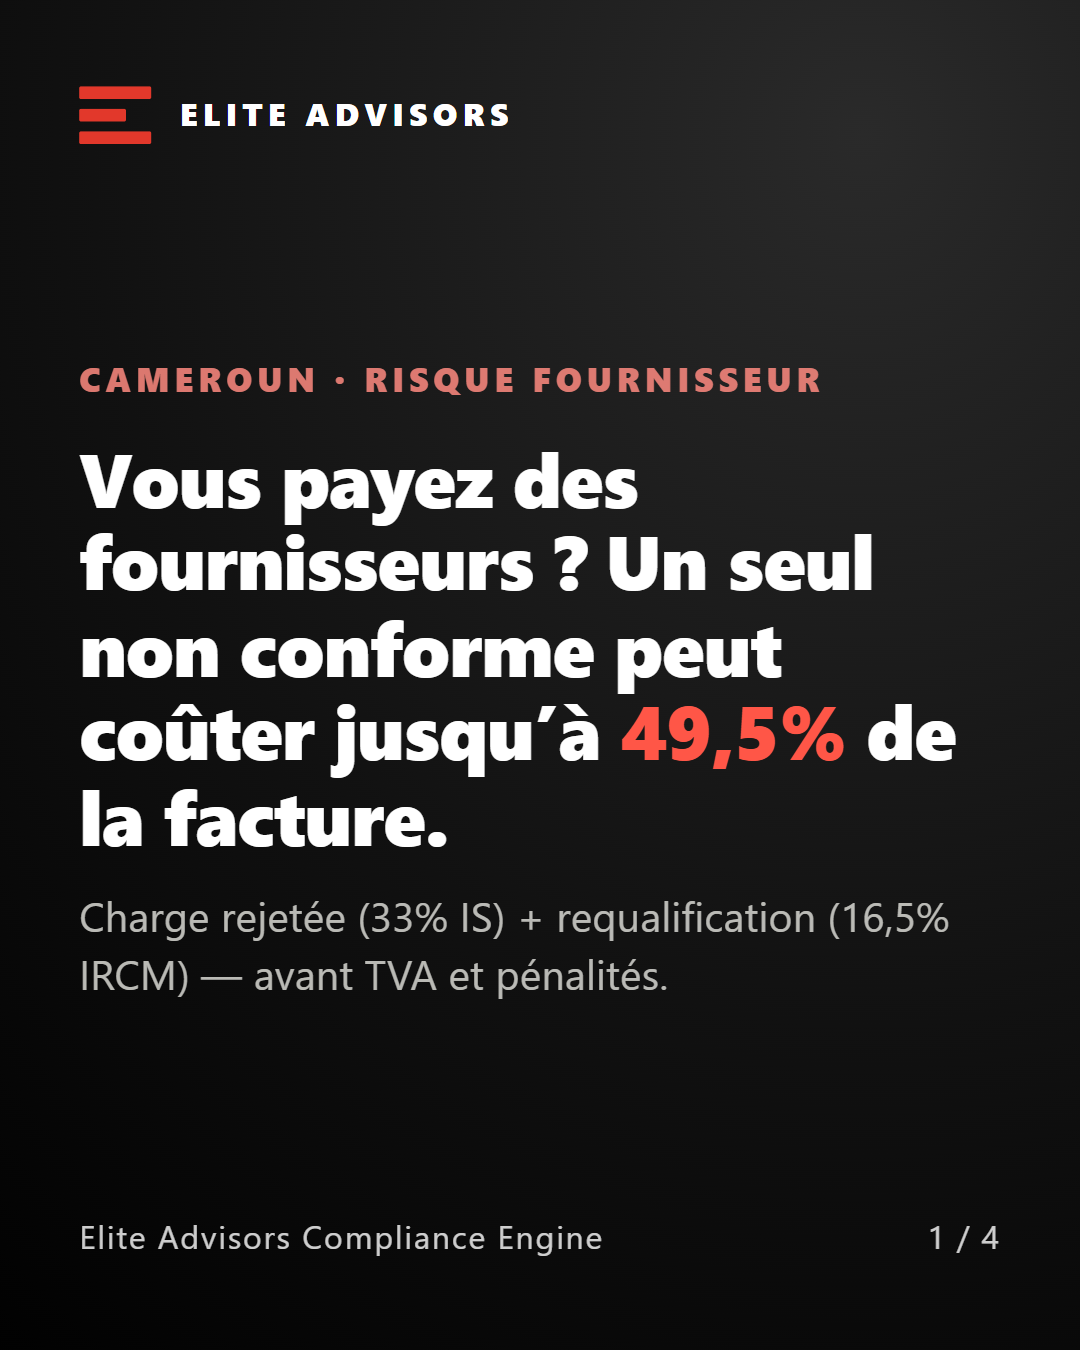 ELITE ADVISORS
CAMEROUN · RISQUE FOURNISSEUR
Vous payez des
fournisseurs ? Un seul
non conforme peut
coûter jusqu’à 49,5% de
la facture.
Charge rejetée (33% IS) + requalification (16,5%
IRCM) — avant TVA et pénalités.
Elite Advisors Compliance Engine
1 / 4